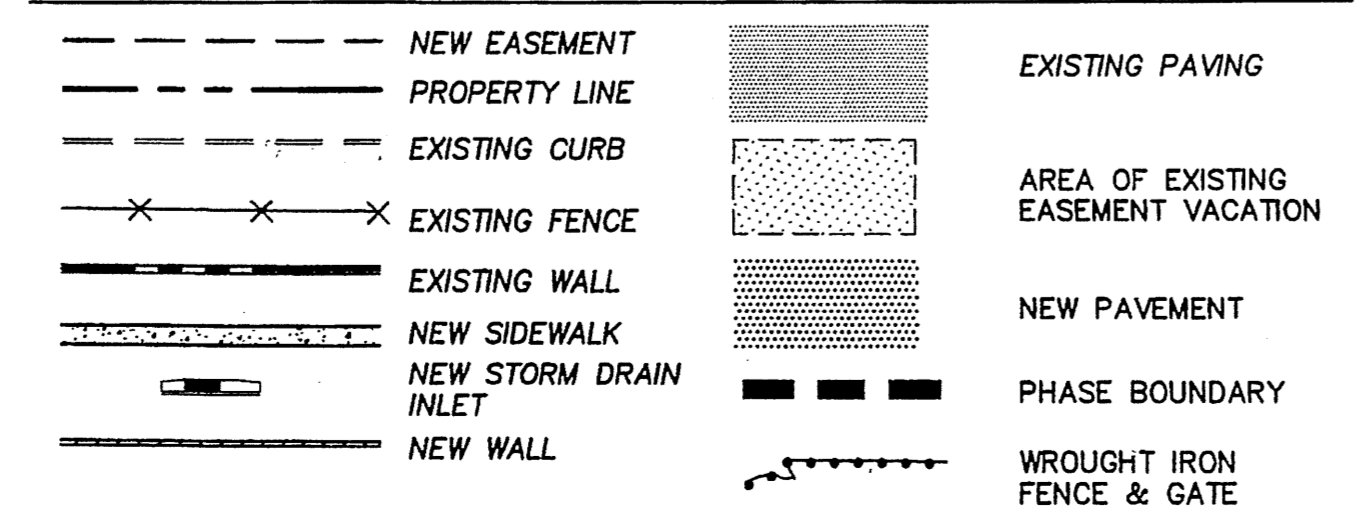 NEW EASEMENT
PROPERTY LINE
EXISTING CURB
EXISTING FENCE
EXISTING WALL
NEW SIDEWALK
NEW STORM DRAIN
INLET
NEW WALL
EXISTING PAVING
AREA OF EXISTING
EASEMENT VACATION
NEW PAVEMENT
PHASE BOUNDARY
WROUGHT IRON
FENCE & GATE